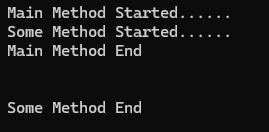 Main Method Started......
Some Method Started......
Main Method End
Some Method End